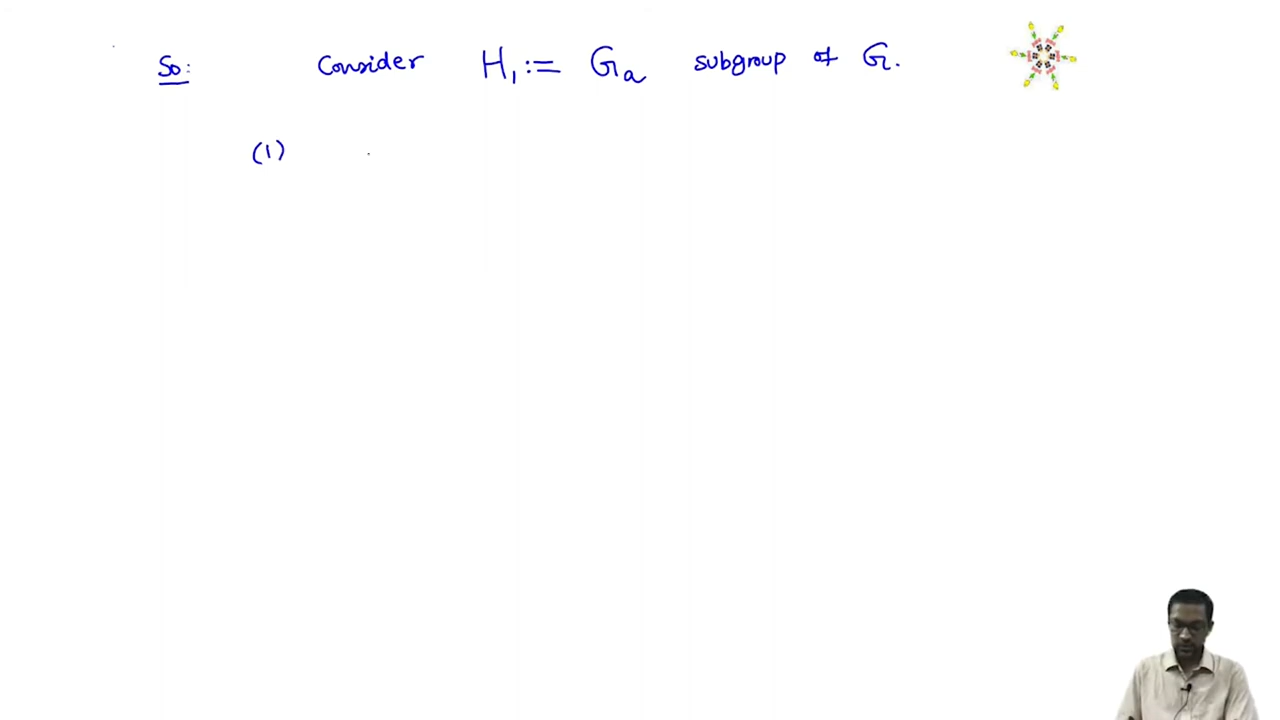 So: Consider H₁ := Gₐ subgroup of G.
(1)